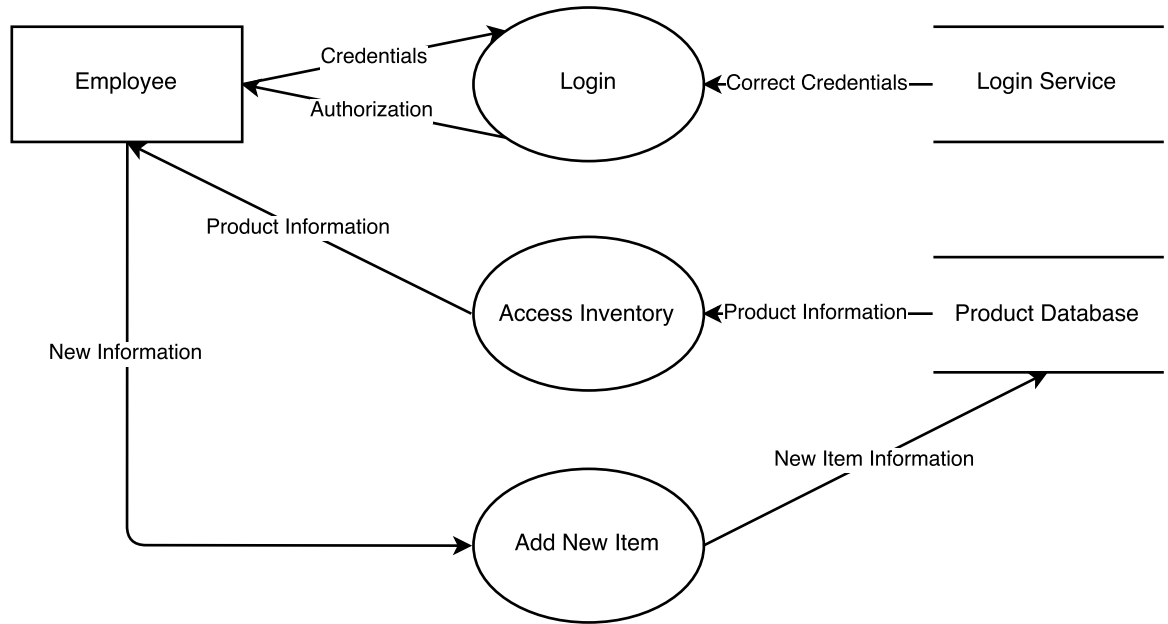 Employee
Credentials
Authorization
Login
Correct Credentials
Login Service
Product Information
Access Inventory
Product Information
Product Database
New Information
New Item Information
Add New Item